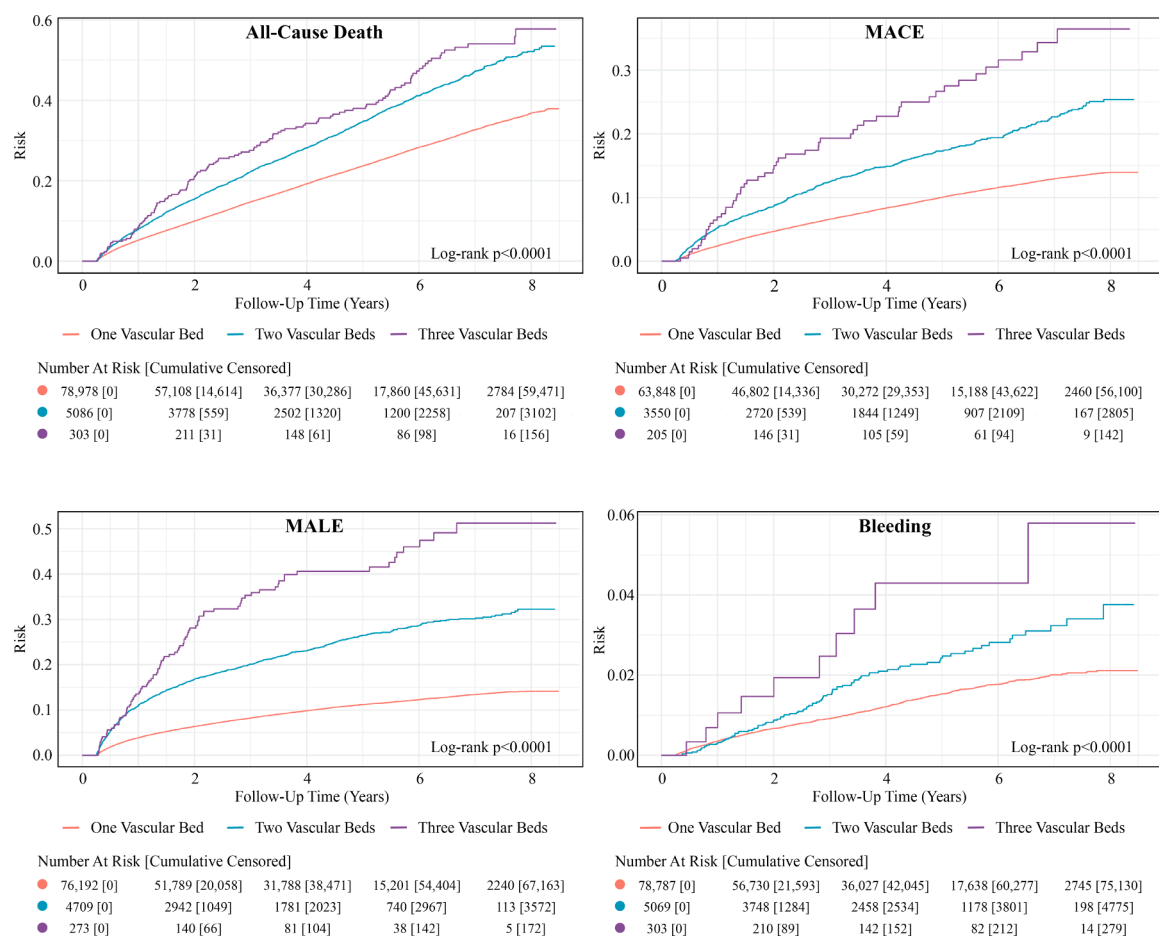 All-Cause Death
0.6
0.4
0.2
0.0
Risk
Log-rank p<0.0001
0 2 4 6 8
Follow-Up Time (Years)
One Vascular Bed Two Vascular Beds Three Vascular Beds
Number At Risk [Cumulative Censored]
78,978 [0] 57,108 [14,614] 36,377 [30,286] 17,860 [45,631] 2784 [59,471]
5086 [0] 3778 [559] 2502 [1320] 1200 [2258] 207 [3102]
303 [0] 211 [31] 148 [61] 86 [98] 16 [156]
MACE
0.3
0.2
0.1
0.0
Risk
Log-rank p<0.0001
0 2 4 6 8
Follow-Up Time (Years)
One Vascular Bed Two Vascular Beds Three Vascular Beds
Number At Risk [Cumulative Censored]
63,848 [0] 46,802 [14,336] 30,272 [29,353] 15,188 [43,622] 2460 [56,100]
3550 [0] 2720 [539] 1844 [1249] 907 [2109] 167 [2805]
205 [0] 146 [31] 105 [59] 61 [94] 9 [142]
MALE
0.5
0.4
0.3
0.2
0.1
0.0
Risk
Log-rank p<0.0001
0 2 4 6 8
Follow-Up Time (Years)
One Vascular Bed Two Vascular Beds Three Vascular Beds
Number At Risk [Cumulative Censored]
76,192 [0] 51,789 [20,058] 31,788 [38,471] 15,201 [54,404] 2240 [67,163]
4709 [0] 2942 [1049] 1781 [2023] 740 [2967] 113 [3572]
273 [0] 140 [66] 81 [104] 38 [142] 5 [172]
Bleeding
0.06
0.04
0.02
0.00
Risk
Log-rank p<0.0001
0 2 4 6 8
Follow-Up Time (Years)
One Vascular Bed Two Vascular Beds Three Vascular Beds
Number At Risk [Cumulative Censored]
78,787 [0] 56,730 [21,593] 36,027 [42,045] 17,638 [60,277] 2745 [75,130]
5069 [0] 3748 [1284] 2458 [2534] 1178 [3801] 198 [4775]
303 [0] 210 [89] 142 [152] 82 [212] 14 [279]